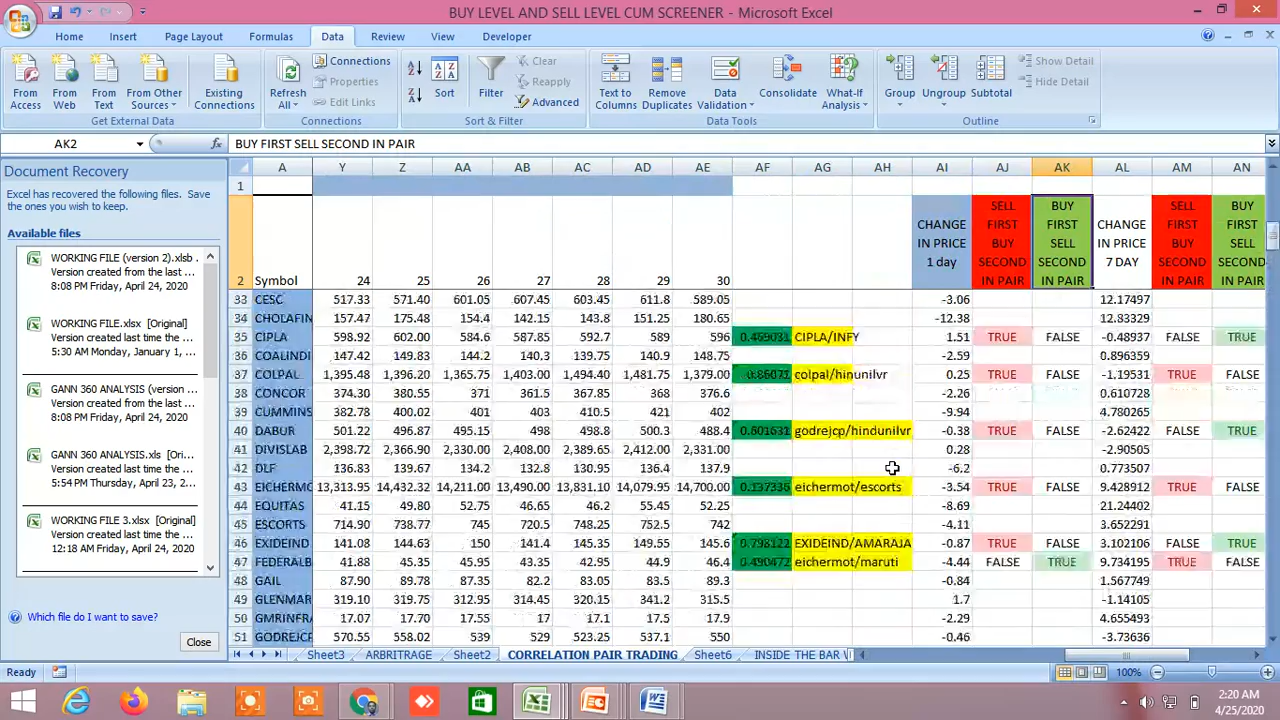 BUY LEVEL AND SELL LEVEL CUM SCREENER - Microsoft Excel
Home Insert Page Layout Formulas Data Review View Developer
From Access From Web From Text From Other Sources Existing Connections
Get External Data
Refresh All Connections Properties Edit Links
Connections
Sort Filter Clear Reapply Advanced
Sort & Filter
Text to Columns Remove Duplicates Data Validation Consolidate What-If Analysis
Data Tools
Group Ungroup Subtotal Show Detail Hide Detail
Outline
AK2 fx BUY FIRST SELL SECOND IN PAIR
Document Recovery
Excel has recovered the following files. Save
the ones you wish to keep.
Available files
WORKING FILE (version 2).xlsb
Version created from the last ...
8:08 PM Friday, April 24, 2020
WORKING FILE.xlsx [Original]
Version created last time the ...
5:30 AM Monday, January 1, ...
GANN 360 ANALYSIS (version
Version created from the last ...
8:08 PM Friday, April 24, 2020
GANN 360 ANALYSIS.xls [Ori...
Version created last time the ...
5:54 PM Thursday, April 23, 2...
WORKING FILE 3.xlsx [Original]
Version created last time the ...
12:18 AM Friday, April 24, 2020
Which file do I want to save?
Close
A Y Z AA AB AC AD AE AF AG AH AI AJ AK AL AM AN
1
2 Symbol 24 25 26 27 28 29 30 CHANGE IN PRICE 1 day SELL FIRST BUY SECOND IN PAIR BUY FIRST SELL SECOND IN PAIR CHANGE IN PRICE 7 DAY SELL FIRST BUY SECOND IN PAIR BUY FIRST SELL SECOND IN PAIR
33 CESC 517.33 571.40 601.05 607.45 603.45 611.8 589.05 -3.06 12.17497
34 CHOLAFIN 157.47 175.48 154.4 142.15 143.8 151.25 180.65 -12.38 12.83329
35 CIPLA 598.92 602.00 584.6 587.85 592.7 589 596 0.469031 CIPLA/INFY 1.51 TRUE FALSE -0.48937 FALSE TRUE
36 COALINDI 147.42 149.83 144.2 140.3 139.9 150.75 148.75 -2.59 0.896359
37 COLPAL 1,395.48 1,396.20 1,365.75 1,403.00 1,494.40 1,481.75 1,379.00 0.86071 colpal/hinunilvr 0.25 TRUE FALSE -1.19531 TRUE FALSE
38 CONCOR 374.30 380.55 371 361.5 367.85 368 376.6 -2.26 0.610728
39 CUMMINS 382.78 400.02 401 403 410.5 421 402 -9.94 4.780265
40 DABUR 501.22 496.87 495.15 498 498.8 500.3 488.4 0.801631 godrejcp/hindunilvr -0.38 TRUE FALSE -2.62422 FALSE TRUE
41 DIVISLAB 2,398.72 2,366.90 2,330.00 2,408.00 2,389.65 2,412.00 2,331.00 0.28 -2.90505
42 DLF 136.83 139.67 134.2 132.8 130.95 136.4 137.9 -6.2 0.773507
43 EICHERMO 13,313.95 14,432.32 14,211.00 13,490.00 13,831.10 14,079.95 14,700.00 0.137336 eichermot/escorts -3.54 TRUE FALSE 9.428912 TRUE FALSE
44 EQUITAS 41.15 49.80 52.75 46.65 46.2 55.45 52.25 -8.69 21.24402
45 ESCORTS 714.90 738.77 745 720.5 748.25 752.5 742 -4.11 3.652291
46 EXIDEIND 141.08 144.63 150 141.4 145.35 149.55 145.6 0.798122 EXIDEIND/AMARAJA -0.87 TRUE FALSE 3.102106 FALSE TRUE
47 FEDERALB 41.88 45.35 45.95 43.35 42.95 44.9 46.4 0.490472 eichermot/maruti -4.44 FALSE TRUE 9.734195 TRUE FALSE
48 GAIL 87.90 89.78 87.35 82.2 83.05 83.5 89.3 -0.84 1.567749
49 GLENMAR 319.10 319.75 312.95 314.45 320.15 341.2 315.5 1.7 -1.14105
50 GMRINFRA 17.07 17.70 17.55 17 17.1 17.5 17.9 -2.29 4.655493
51 GODREJCP 570.55 558.02 539 529 523.25 537.1 550 -0.46 -3.73636
Sheet3 ARBRITRAGE Sheet2 CORRELATION PAIR TRADING Sheet6 INSIDE THE BAR
Ready 100%
2:20 AM
4/25/2020